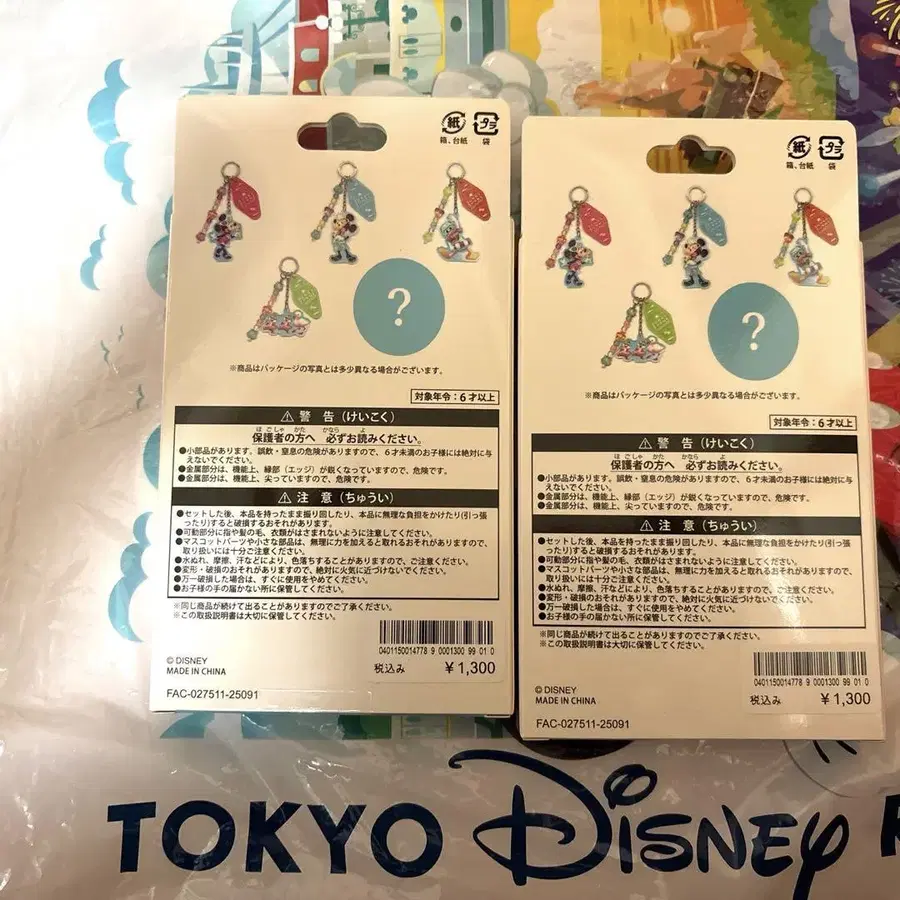 紙
プラ
箱、台紙
袋
?
※商品はパッケージの写真とは多少異なる場合がございます。
対象年令：6才以上
⚠ 警告（けいこく）
ほごしゃ かた かなら よ
保護者の方へ 必ずお読みください。
●小部品があります。誤飲・窒息の危険がありますので、6才未満のお子様には絶対に与えないでください。
●金属部分は、機能上、縁部（エッジ）が鋭くなっていますので、危険です。
●金属部分は、機能上、尖っていますので、危険です。
⚠ 注意（ちゅうい）
●セットした後、本品を持ったまま振り回したり、本品に無理な負担をかけたり（引っ張ったり）すると破損するおそれがあります。
●可動部分に指や髪の毛、衣類がはさまれないように注意してください。
●マスコットパーツや小さな部品は、無理に力を加えると取れるおそれがありますので、取り扱いには十分ご注意ください。
●水ぬれ、摩擦、汗などにより、色落ちすることがありますので、ご注意ください。
●変形・破損のおそれがありますので、絶対に火気に近づけないでください。
●万一破損した場合は、すぐに使用をやめてください。
●お子様の手の届かない所に保管してください。
※同じ商品が続けて出ることがありますのでご了承ください。
※この取扱説明書は大切に保管してください。
0401150014778 9 0001300 99 01 0
© DISNEY
MADE IN CHINA
税込み ¥1,300
FAC-027511-25091
紙
プラ
箱、台紙
袋
?
※商品はパッケージの写真とは多少異なる場合がございます。
対象年令：6才以上
⚠ 警告（けいこく）
ほごしゃ かた かなら よ
保護者の方へ 必ずお読みください。
●小部品があります。誤飲・窒息の危険がありますので、6才未満のお子様には絶対に与えないでください。
●金属部分は、機能上、縁部（エッジ）が鋭くなっていますので、危険です。
●金属部分は、機能上、尖っていますので、危険です。
⚠ 注意（ちゅうい）
●セットした後、本品を持ったまま振り回したり、本品に無理な負担をかけたり（引っ張ったり）すると破損するおそれがあります。
●可動部分に指や髪の毛、衣類がはさまれないように注意してください。
●マスコットパーツや小さな部品は、無理に力を加えると取れるおそれがありますので、取り扱いには十分ご注意ください。
●水ぬれ、摩擦、汗などにより、色落ちすることがありますので、ご注意ください。
●変形・破損のおそれがありますので、絶対に火気に近づけないでください。
●万一破損した場合は、すぐに使用をやめてください。
●お子様の手の届かない所に保管してください。
※同じ商品が続けて出ることがありますのでご了承ください。
※この取扱説明書は大切に保管してください。
0401150014778 9 0001300 99 01 0
© DISNEY
MADE IN CHINA
税込み ¥1,300
FAC-027511-25091
TOKYO DISNEY R